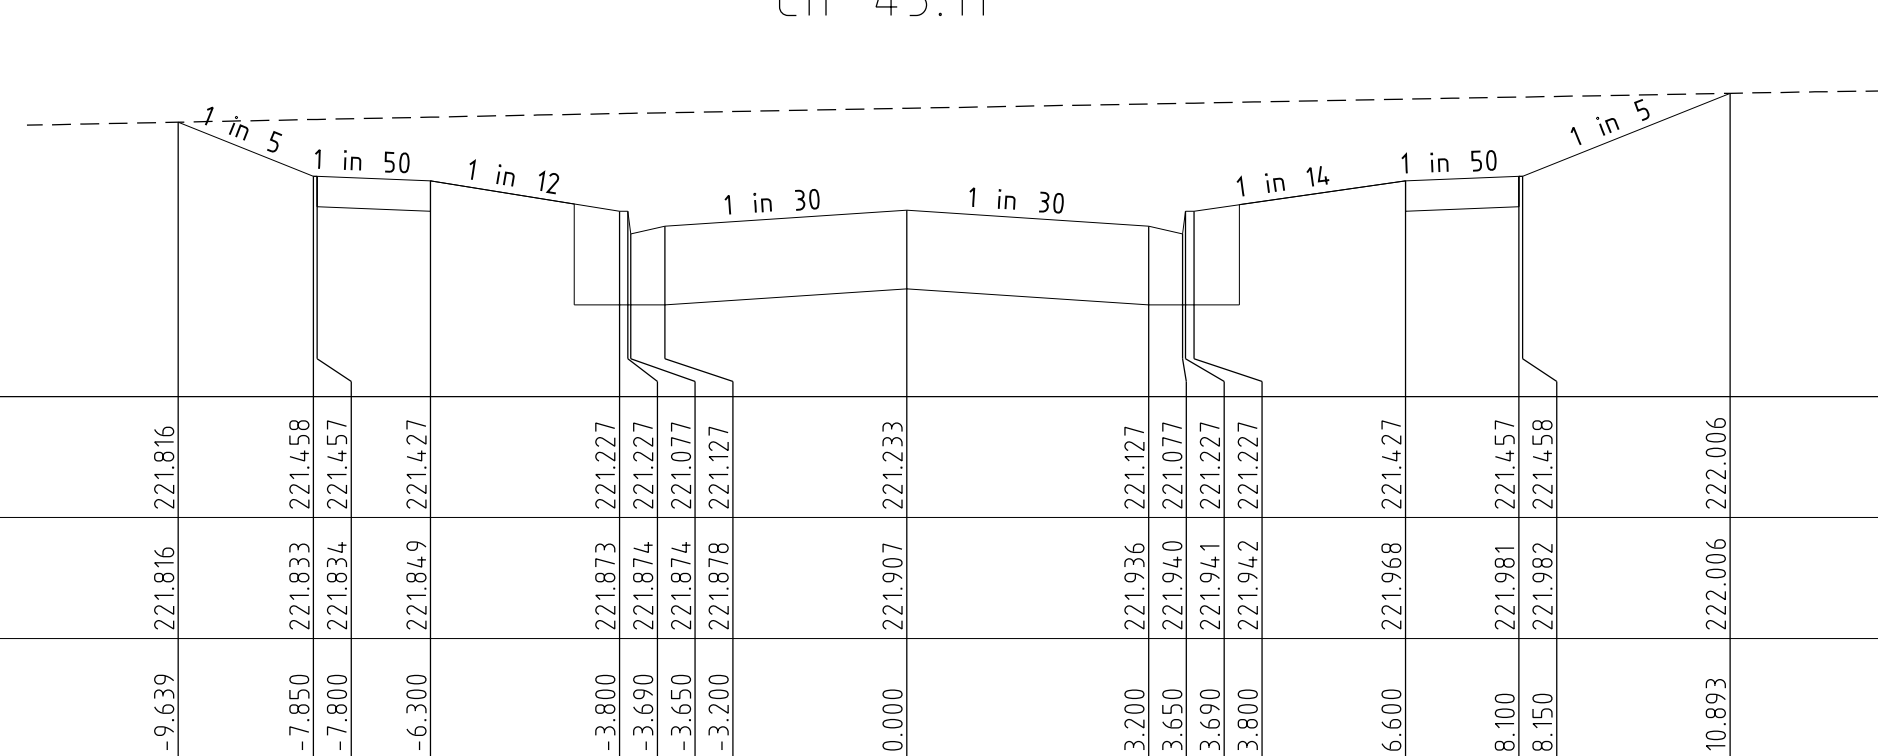 1 in 5
1 in 50
1 in 12
1 in 30
1 in 30
1 in 14
1 in 50
1 in 5
221.816 221.458 221.457 221.427 221.227 221.227 221.077 221.127 221.233 221.127 221.077 221.227 221.227 221.427 221.457 221.458 222.006
221.816 221.833 221.834 221.849 221.873 221.874 221.874 221.878 221.907 221.936 221.940 221.941 221.942 221.968 221.981 221.982 222.006
-9.639 -7.850 -7.800 -6.300 -3.800 -3.690 -3.650 -3.200 0.000 3.200 3.650 3.690 3.800 6.600 8.100 8.150 10.893